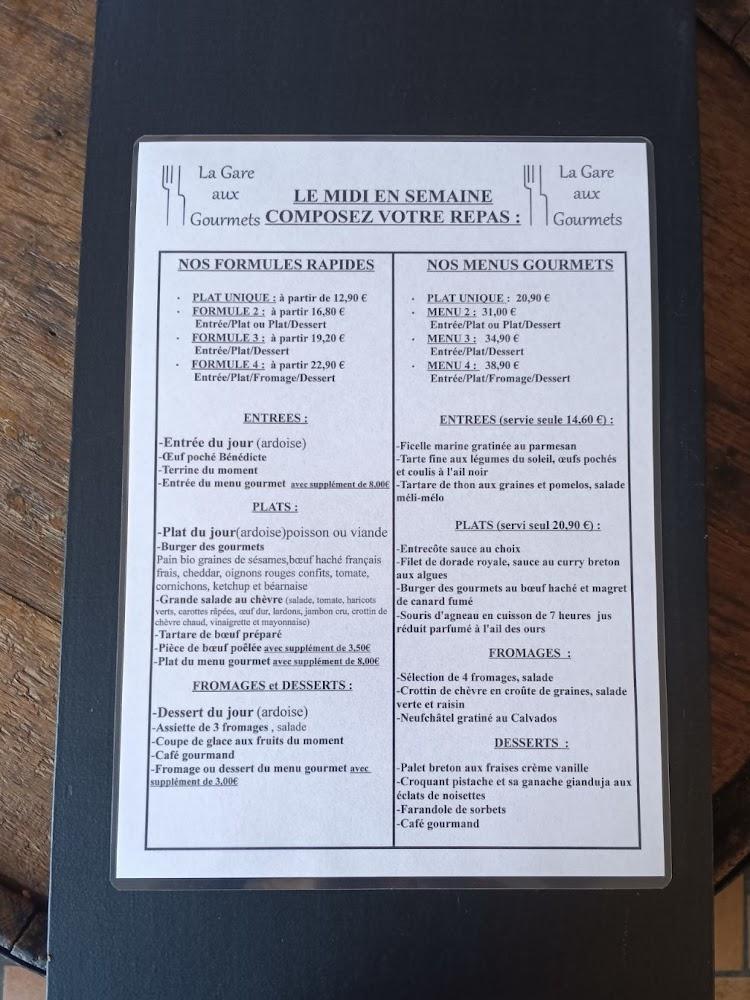 La Gare
aux
Gourmets
LE MIDI EN SEMAINE
COMPOSEZ VOTRE REPAS :
La Gare
aux
Gourmets
NOS FORMULES RAPIDES
· PLAT UNIQUE : à partir de 12,90 €
· FORMULE 2 : à partir 16,80 €
Entrée/Plat ou Plat/Dessert
· FORMULE 3 : à partir 19,20 €
Entrée/Plat/Dessert
· FORMULE 4 : à partir 22,90 €
Entrée/Plat/Fromage/Dessert
ENTREES :
-Entrée du jour (ardoise)
-Œuf poché Bénédicte
-Terrine du moment
-Entrée du menu gourmet avec supplément de 8,00€
PLATS :
-Plat du jour(ardoise)poisson ou viande
-Burger des gourmets
Pain bio graines de sésames,bœuf haché français
frais, cheddar, oignons rouges confits, tomate,
cornichons, ketchup et béarnaise
-Grande salade au chèvre (salade, tomate, haricots
verts, carottes râpées, œuf dur, lardons, jambon cru, crottin de
chèvre chaud, vinaigrette et mayonnaise)
-Tartare de bœuf préparé
-Pièce de bœuf poêlée avec supplément de 3,50€
-Plat du menu gourmet avec supplément de 8,00€
FROMAGES et DESSERTS :
-Dessert du jour (ardoise)
-Assiette de 3 fromages , salade
-Coupe de glace aux fruits du moment
-Café gourmand
-Fromage ou dessert du menu gourmet avec
supplément de 3,00€
NOS MENUS GOURMETS
· PLAT UNIQUE : 20,90 €
· MENU 2 : 31,00 €
Entrée/Plat ou Plat/Dessert
· MENU 3 : 34,90 €
Entrée/Plat/Dessert
· MENU 4 : 38,90 €
Entrée/Plat/Fromage/Dessert
ENTREES (servie seule 14,60 €) :
-Ficelle marine gratinée au parmesan
-Tarte fine aux légumes du soleil, œufs pochés
et coulis à l'ail noir
-Tartare de thon aux graines et pomelos, salade
méli-mélo
PLATS (servi seul 20,90 €) :
-Entrecôte sauce au choix
-Filet de dorade royale, sauce au curry breton
aux algues
-Burger des gourmets au bœuf haché et magret
de canard fumé
-Souris d'agneau en cuisson de 7 heures jus
réduit parfumé à l'ail des ours
FROMAGES :
-Sélection de 4 fromages, salade
-Crottin de chèvre en croûte de graines, salade
verte et raisin
-Neufchâtel gratiné au Calvados
DESSERTS :
-Palet breton aux fraises crème vanille
-Croquant pistache et sa ganache gianduja aux
éclats de noisettes
-Farandole de sorbets
-Café gourmand